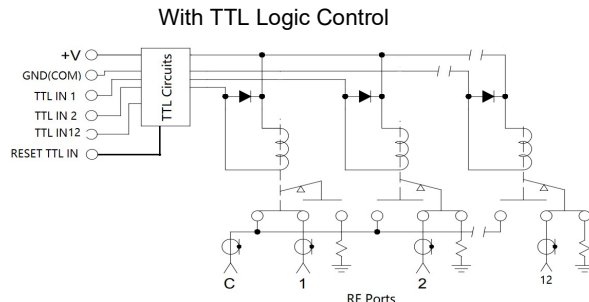 With TTL Logic Control
+V
GND(COM)
TTL IN 1
TTL IN 2
TTL IN12
RESET TTL IN
TTL Circuits
C
1
2
12
RF Ports